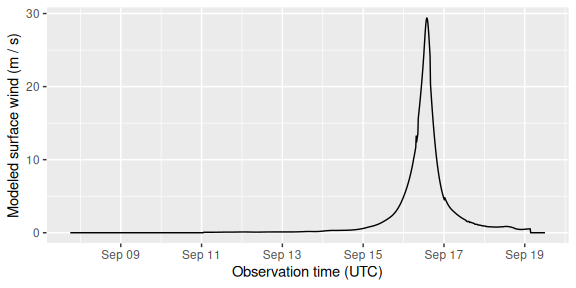 Modeled surface wind (m / s)
30
20
10
0
Sep 09 Sep 11 Sep 13 Sep 15 Sep 17 Sep 19
Observation time (UTC)